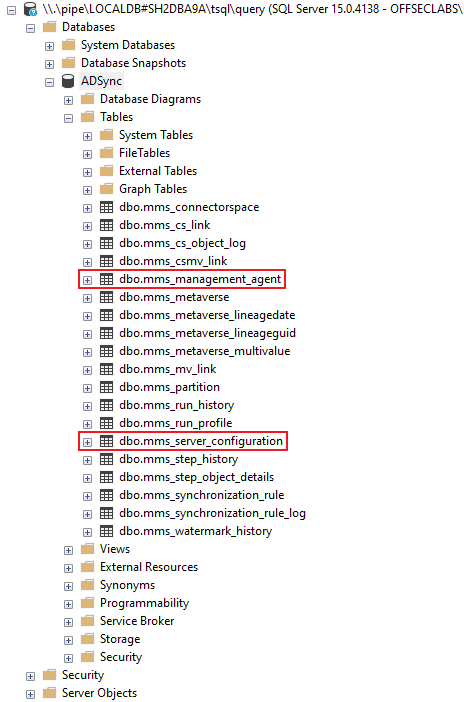 \\.\pipe\LOCALDB#SH2DBA9A\tsql\query (SQL Server 15.0.4138 - OFFSECLABS\
Databases
System Databases
Database Snapshots
ADSync
Database Diagrams
Tables
System Tables
FileTables
External Tables
Graph Tables
dbo.mms_connectorspace
dbo.mms_cs_link
dbo.mms_cs_object_log
dbo.mms_csmv_link
dbo.mms_management_agent
dbo.mms_metaverse
dbo.mms_metaverse_lineagedate
dbo.mms_metaverse_lineageguid
dbo.mms_metaverse_multivalue
dbo.mms_mv_link
dbo.mms_partition
dbo.mms_run_history
dbo.mms_run_profile
dbo.mms_server_configuration
dbo.mms_step_history
dbo.mms_step_object_details
dbo.mms_synchronization_rule
dbo.mms_synchronization_rule_log
dbo.mms_watermark_history
Views
External Resources
Synonyms
Programmability
Service Broker
Storage
Security
Security
Server Objects